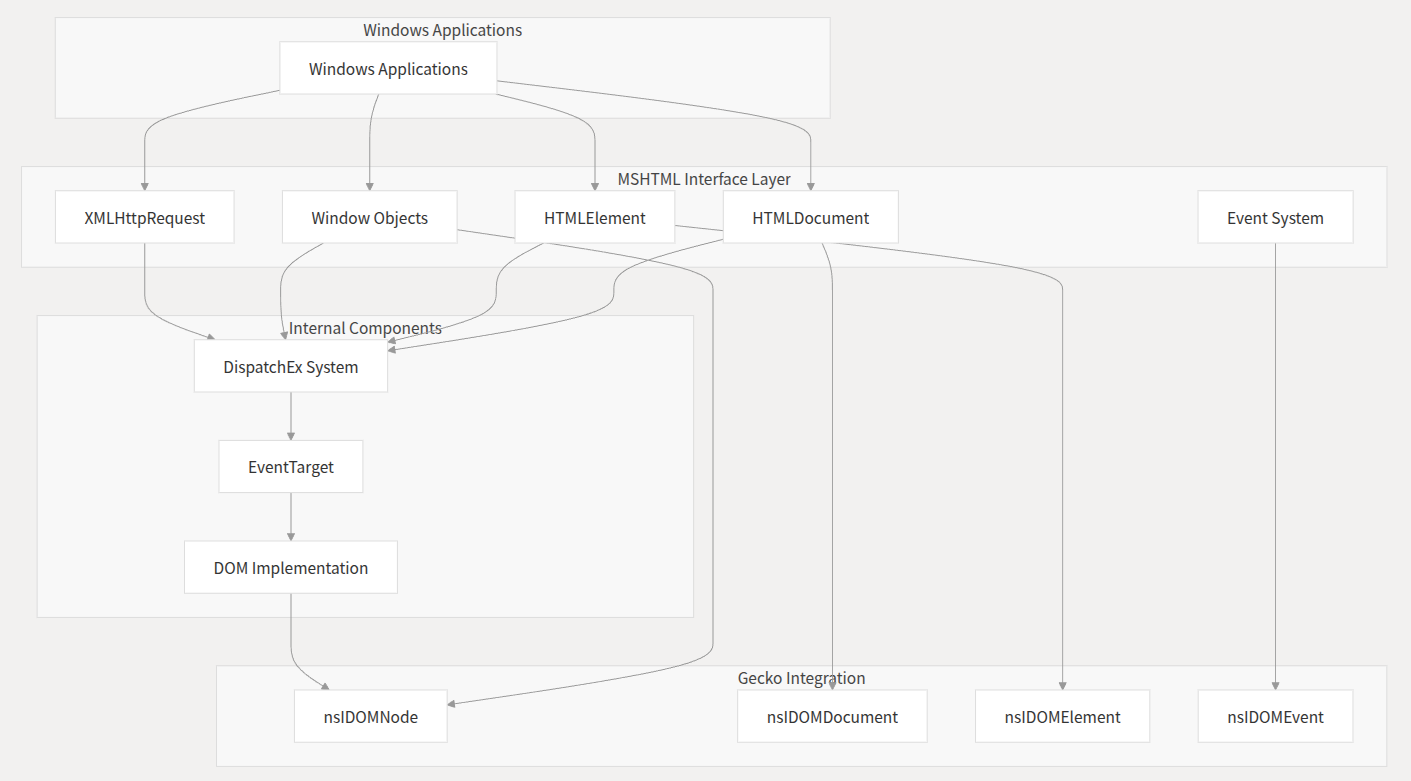 Windows Applications
Windows Applications
MSHTML Interface Layer
XMLHttpRequest
Window Objects
HTMLElement
HTMLDocument
Event System
Internal Components
DispatchEx System
EventTarget
DOM Implementation
Gecko Integration
nsIDOMNode
nsIDOMDocument
nsIDOMElement
nsIDOMEvent